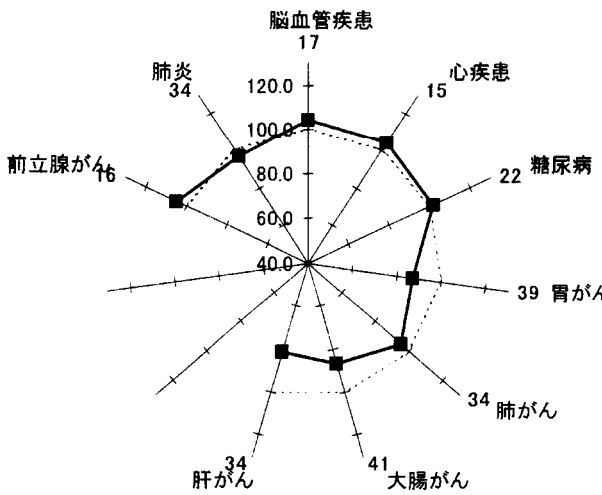 脳血管疾患
17
心疾患
15
糖尿病
22
39 胃がん
34
肺がん
41
大腸がん
34
肝がん
前立腺がん
16
肺炎
34
120.0
100.0
80.0
60.0
40.0